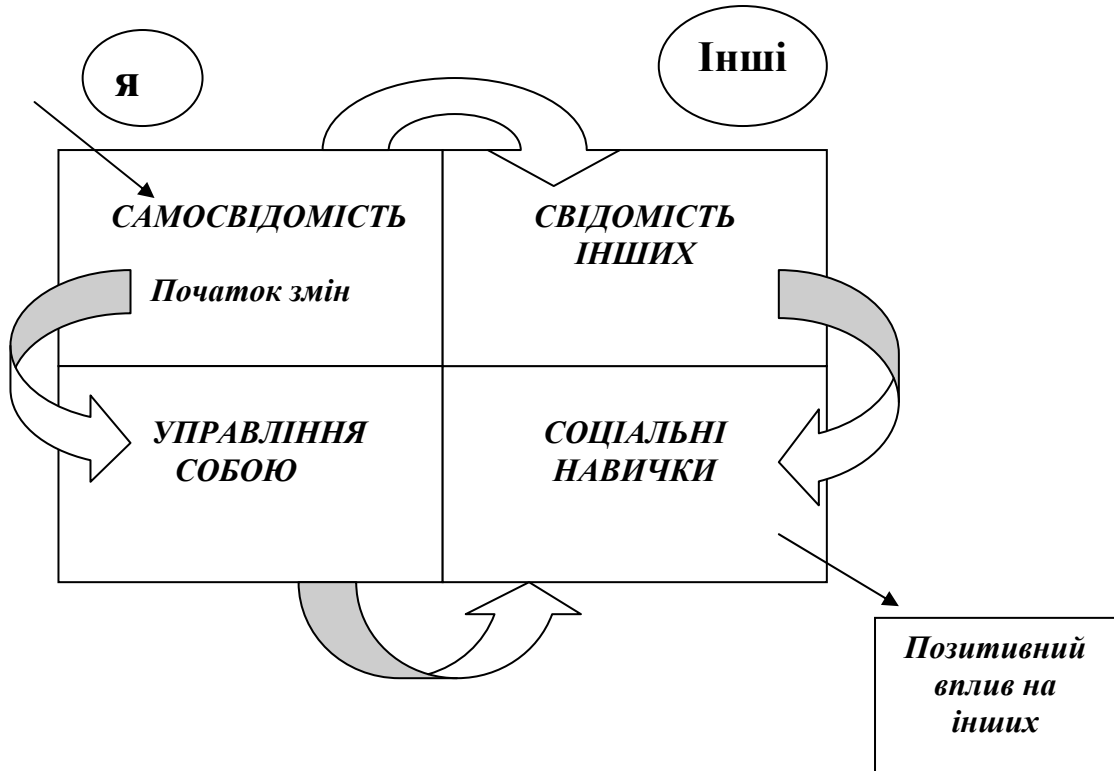 я
Інші
САМОСВІДОМІСТЬ
Початок змін
СВІДОМІСТЬ
ІНШИХ
УПРАВЛІННЯ
СОБОЮ
СОЦІАЛЬНІ
НАВИЧКИ
Позитивний
вплив на
інших